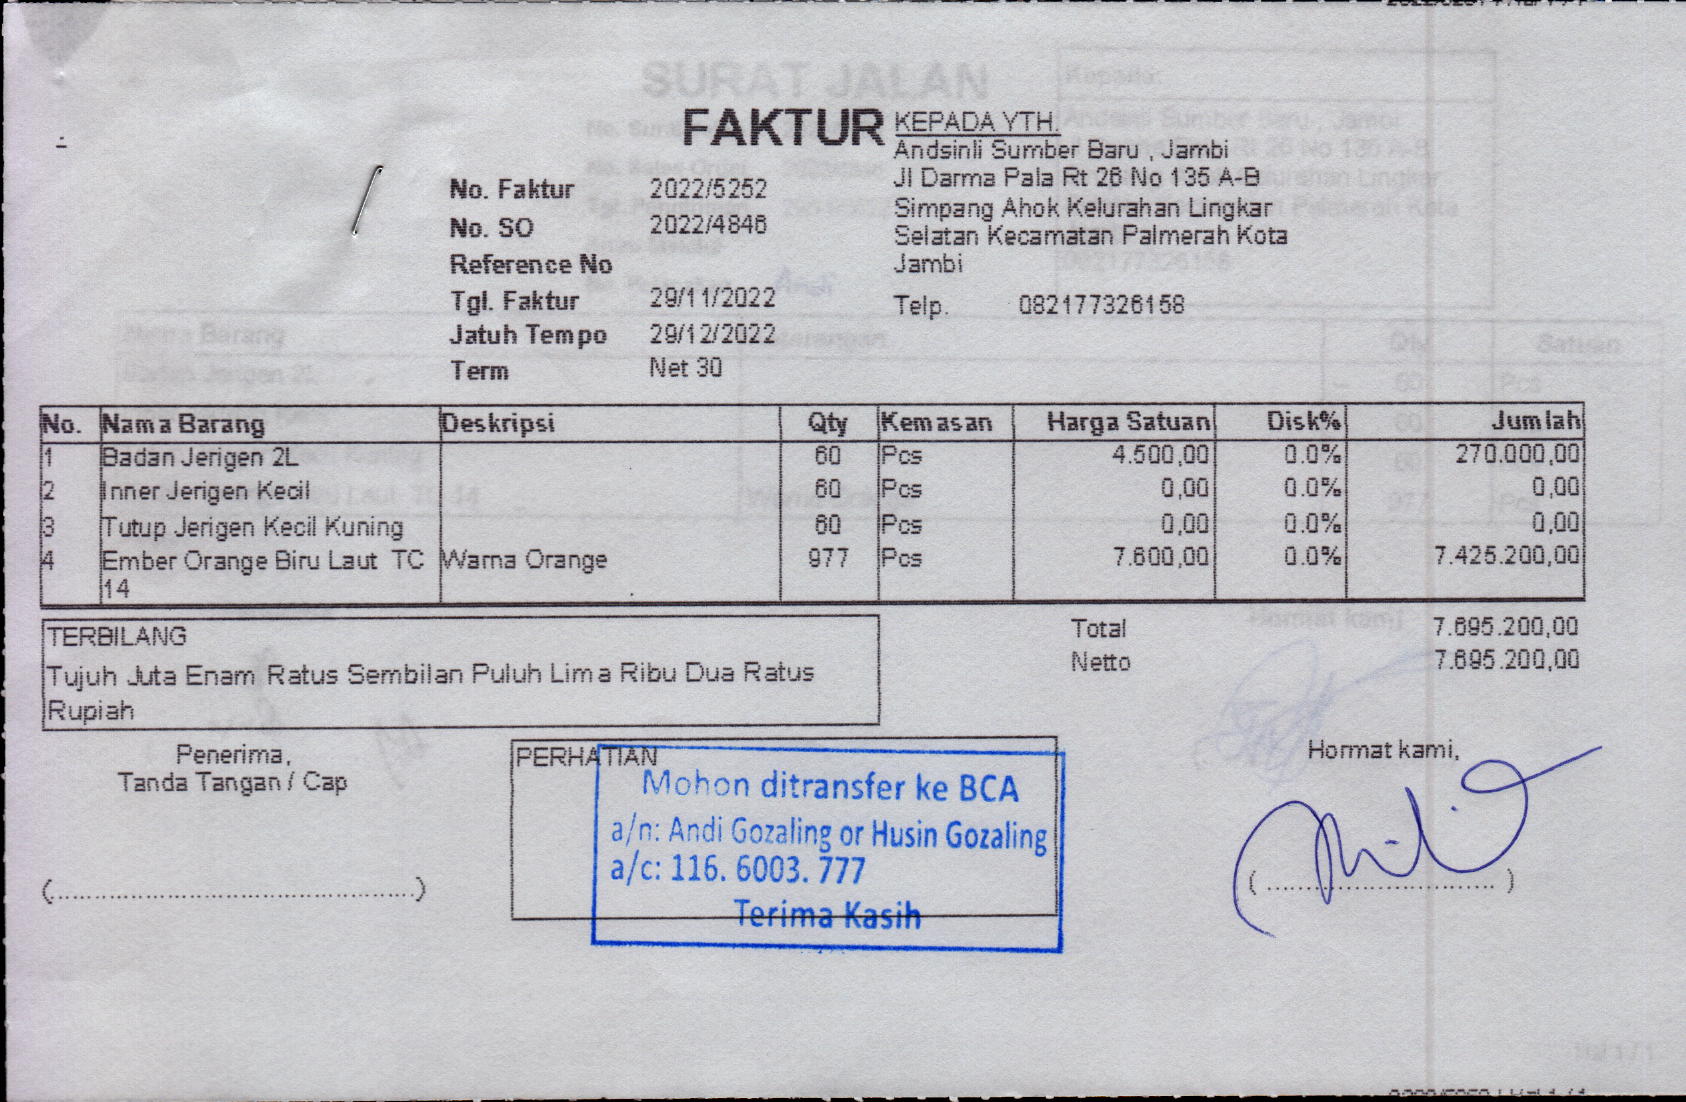 FAKTUR
No. Faktur 2022/5252
No. SO 2022/4846
Reference No
Tgl. Faktur 29/11/2022
Jatuh Tempo 29/12/2022
Term Net 30
KEPADA YTH.
Andsinli Sumber Baru , Jambi
Jl Darma Pala Rt 26 No 135 A-B
Simpang Ahok Kelurahan Lingkar
Selatan Kecamatan Palmerah Kota
Jambi
Telp. 082177326158
No. Nama Barang Deskripsi Qty Kemasan Harga Satuan Disk% Jumlah
1 Badan Jerigen 2L 60 Pcs 4.500,00 0.0% 270.000,00
2 Inner Jerigen Kecil 60 Pcs 0,00 0.0% 0,00
3 Tutup Jerigen Kecil Kuning 60 Pcs 0,00 0.0% 0,00
4 Ember Orange Biru Laut TC Warna Orange 977 Pcs 7.600,00 0.0% 7.425.200,00
14
TERBILANG
Tujuh Juta Enam Ratus Sembilan Puluh Lima Ribu Dua Ratus
Rupiah
Total 7.695.200,00
Netto 7.695.200,00
Penerima,
Tanda Tangan / Cap
(..........................................)
PERHATIAN
Mohon ditransfer ke BCA
a/n: Andi Gozaling or Husin Gozaling
a/c: 116. 6003. 777
Terima Kasih
Hormat kami,
( .............................. )